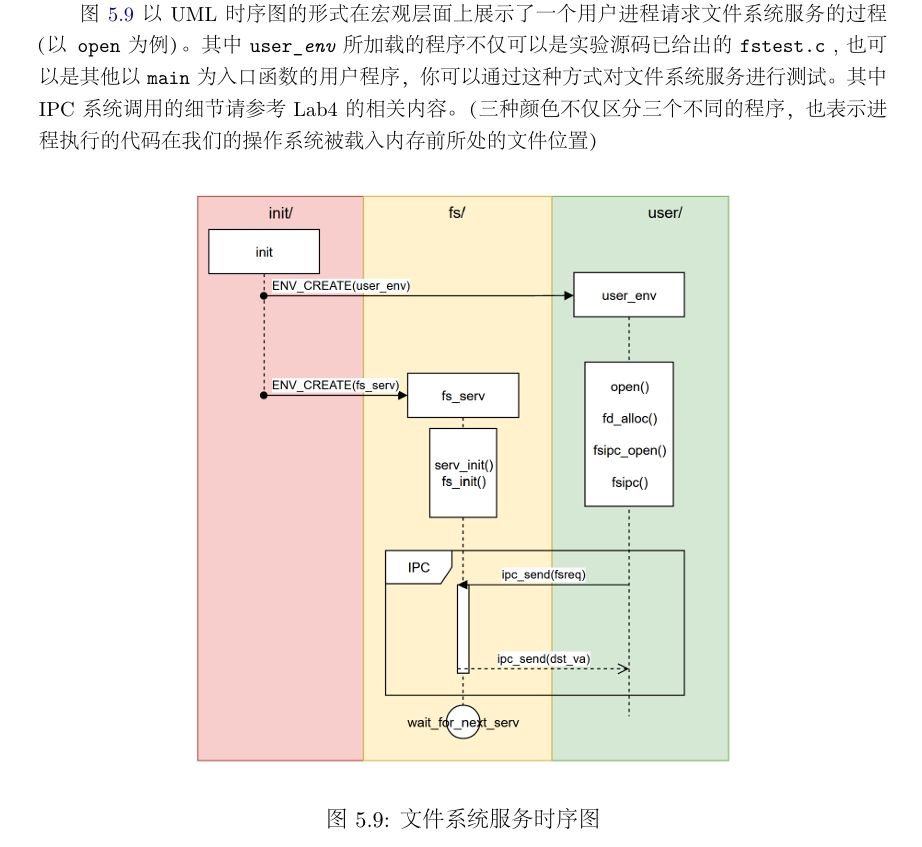 图 5.9 以 UML 时序图的形式在宏观层面上展示了一个用户进程请求文件系统服务的过程
(以 open 为例)。其中 user_env 所加载的程序不仅可以是实验源码已给出的 fstest.c , 也可
以是其他以 main 为入口函数的用户程序，你可以通过这种方式对文件系统服务进行测试。其中
IPC 系统调用的细节请参考 Lab4 的相关内容。(三种颜色不仅区分三个不同的程序，也表示进
程执行的代码在我们的操作系统被载入内存前所处的文件位置)
init/
fs/
user/
init
ENV_CREATE(user_env)
user_env
ENV_CREATE(fs_serv)
fs_serv
open()
fd_alloc()
fsipc_open()
fsipc()
serv_init()
fs_init()
IPC
ipc_send(fsreq)
ipc_send(dst_va)
wait_for_next_serv
图 5.9: 文件系统服务时序图